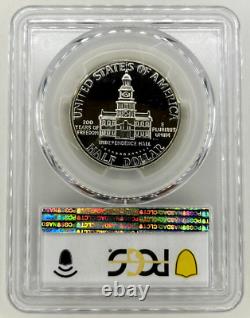 UNITED STATES OF AMERICA
200
YEARS OF
FREEDOM
E
PLURIBUS
UNUM
INDEPENDENCE HALL
HALF DOLLAR
PCGS